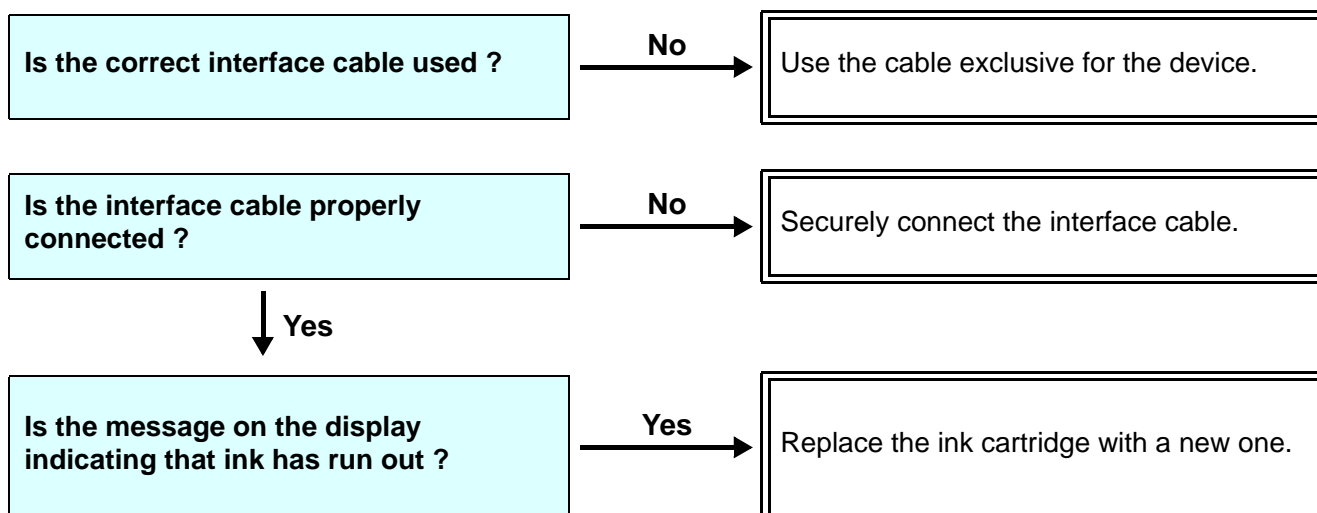 Is the correct interface cable used ?
No
Use the cable exclusive for the device.
Is the interface cable properly
connected ?
No
Securely connect the interface cable.
Yes
Is the message on the display
indicating that ink has run out ?
Yes
Replace the ink cartridge with a new one.